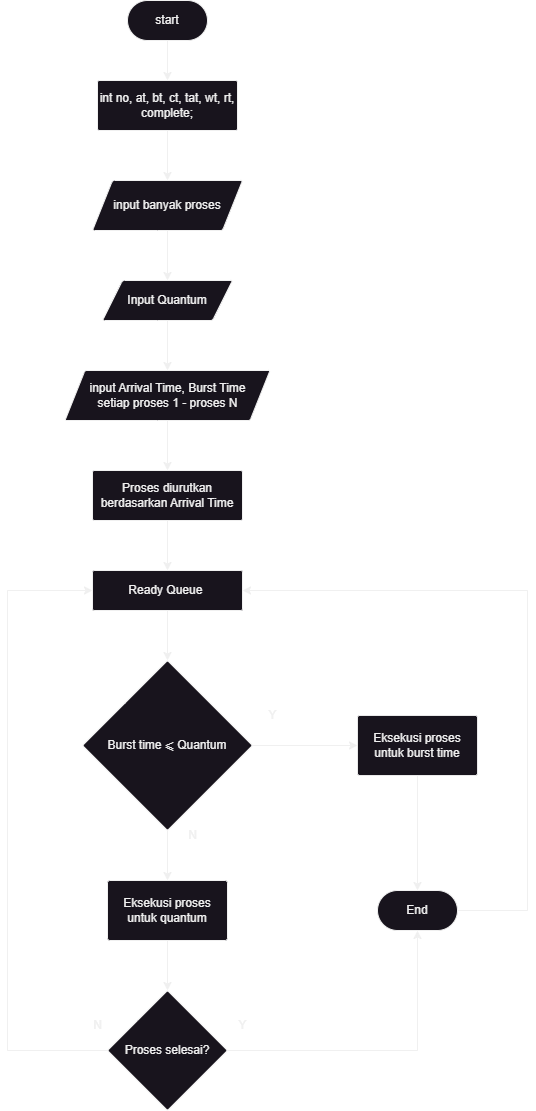 start
int no, at, bt, ct, tat, wt, rt,
complete;
input banyak proses
Input Quantum
input Arrival Time, Burst Time
setiap proses 1 - proses N
Proses diurutkan
berdasarkan Arrival Time
Ready Queue
Burst time ⩽ Quantum
Y
Eksekusi proses
untuk burst time
N
Eksekusi proses
untuk quantum
End
N
Y
Proses selesai?